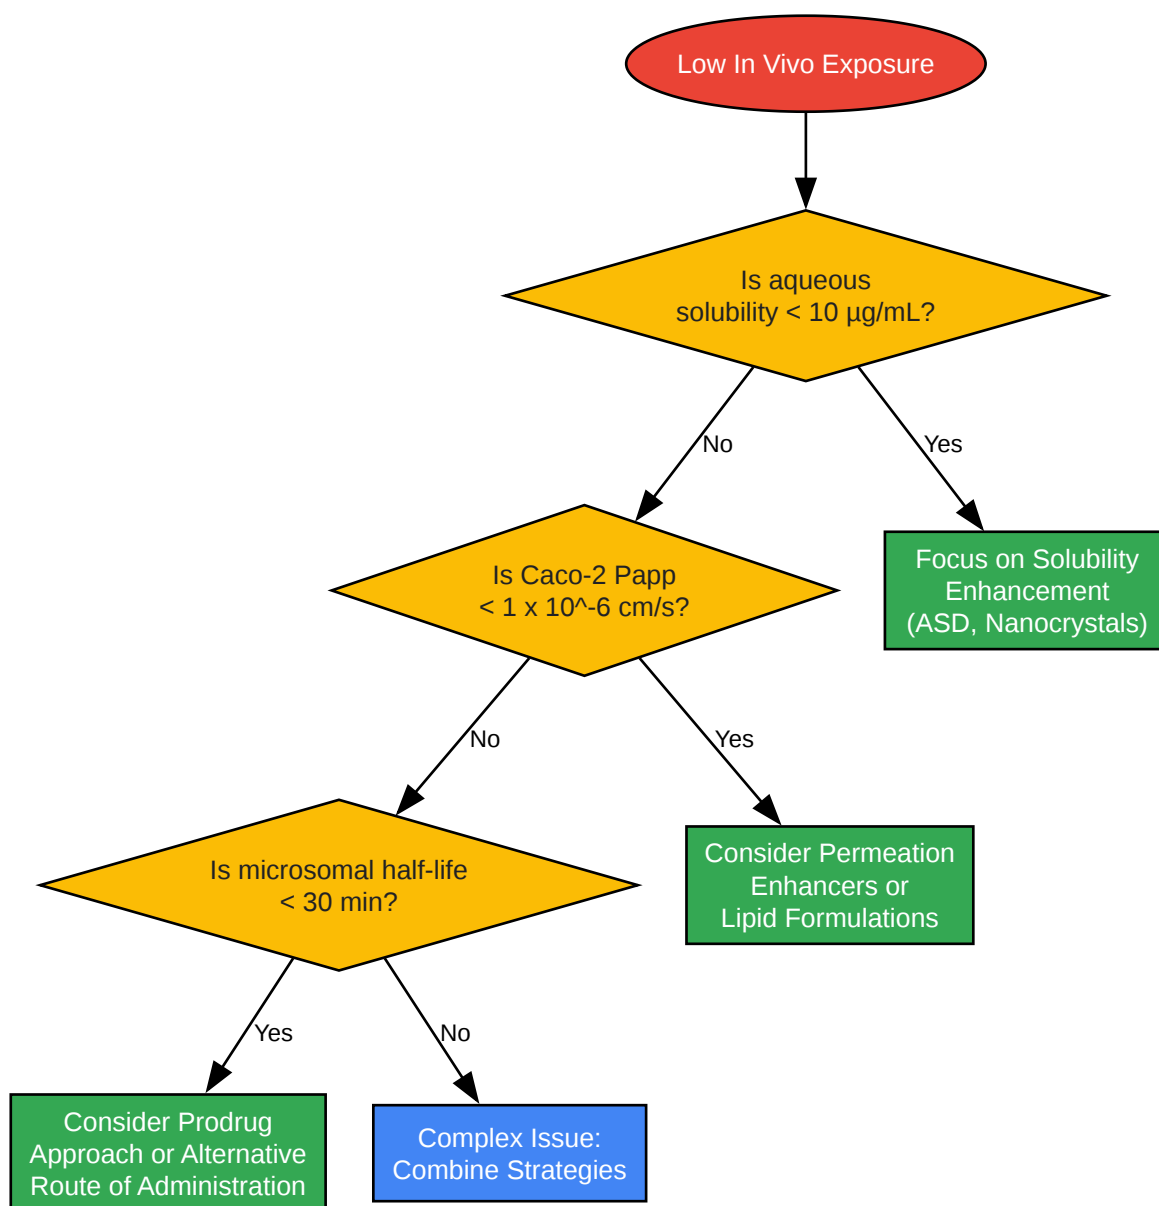 Low In Vivo Exposure
Is aqueous
solubility < 10 µg/mL?
No
Yes
Is Caco-2 Papp
< 1 x 10^-6 cm/s?
Focus on Solubility
Enhancement
(ASD, Nanocrystals)
No
Yes
Is microsomal half-life
< 30 min?
Consider Permeation
Enhancers or
Lipid Formulations
Yes
No
Consider Prodrug
Approach or Alternative
Route of Administration
Complex Issue:
Combine Strategies